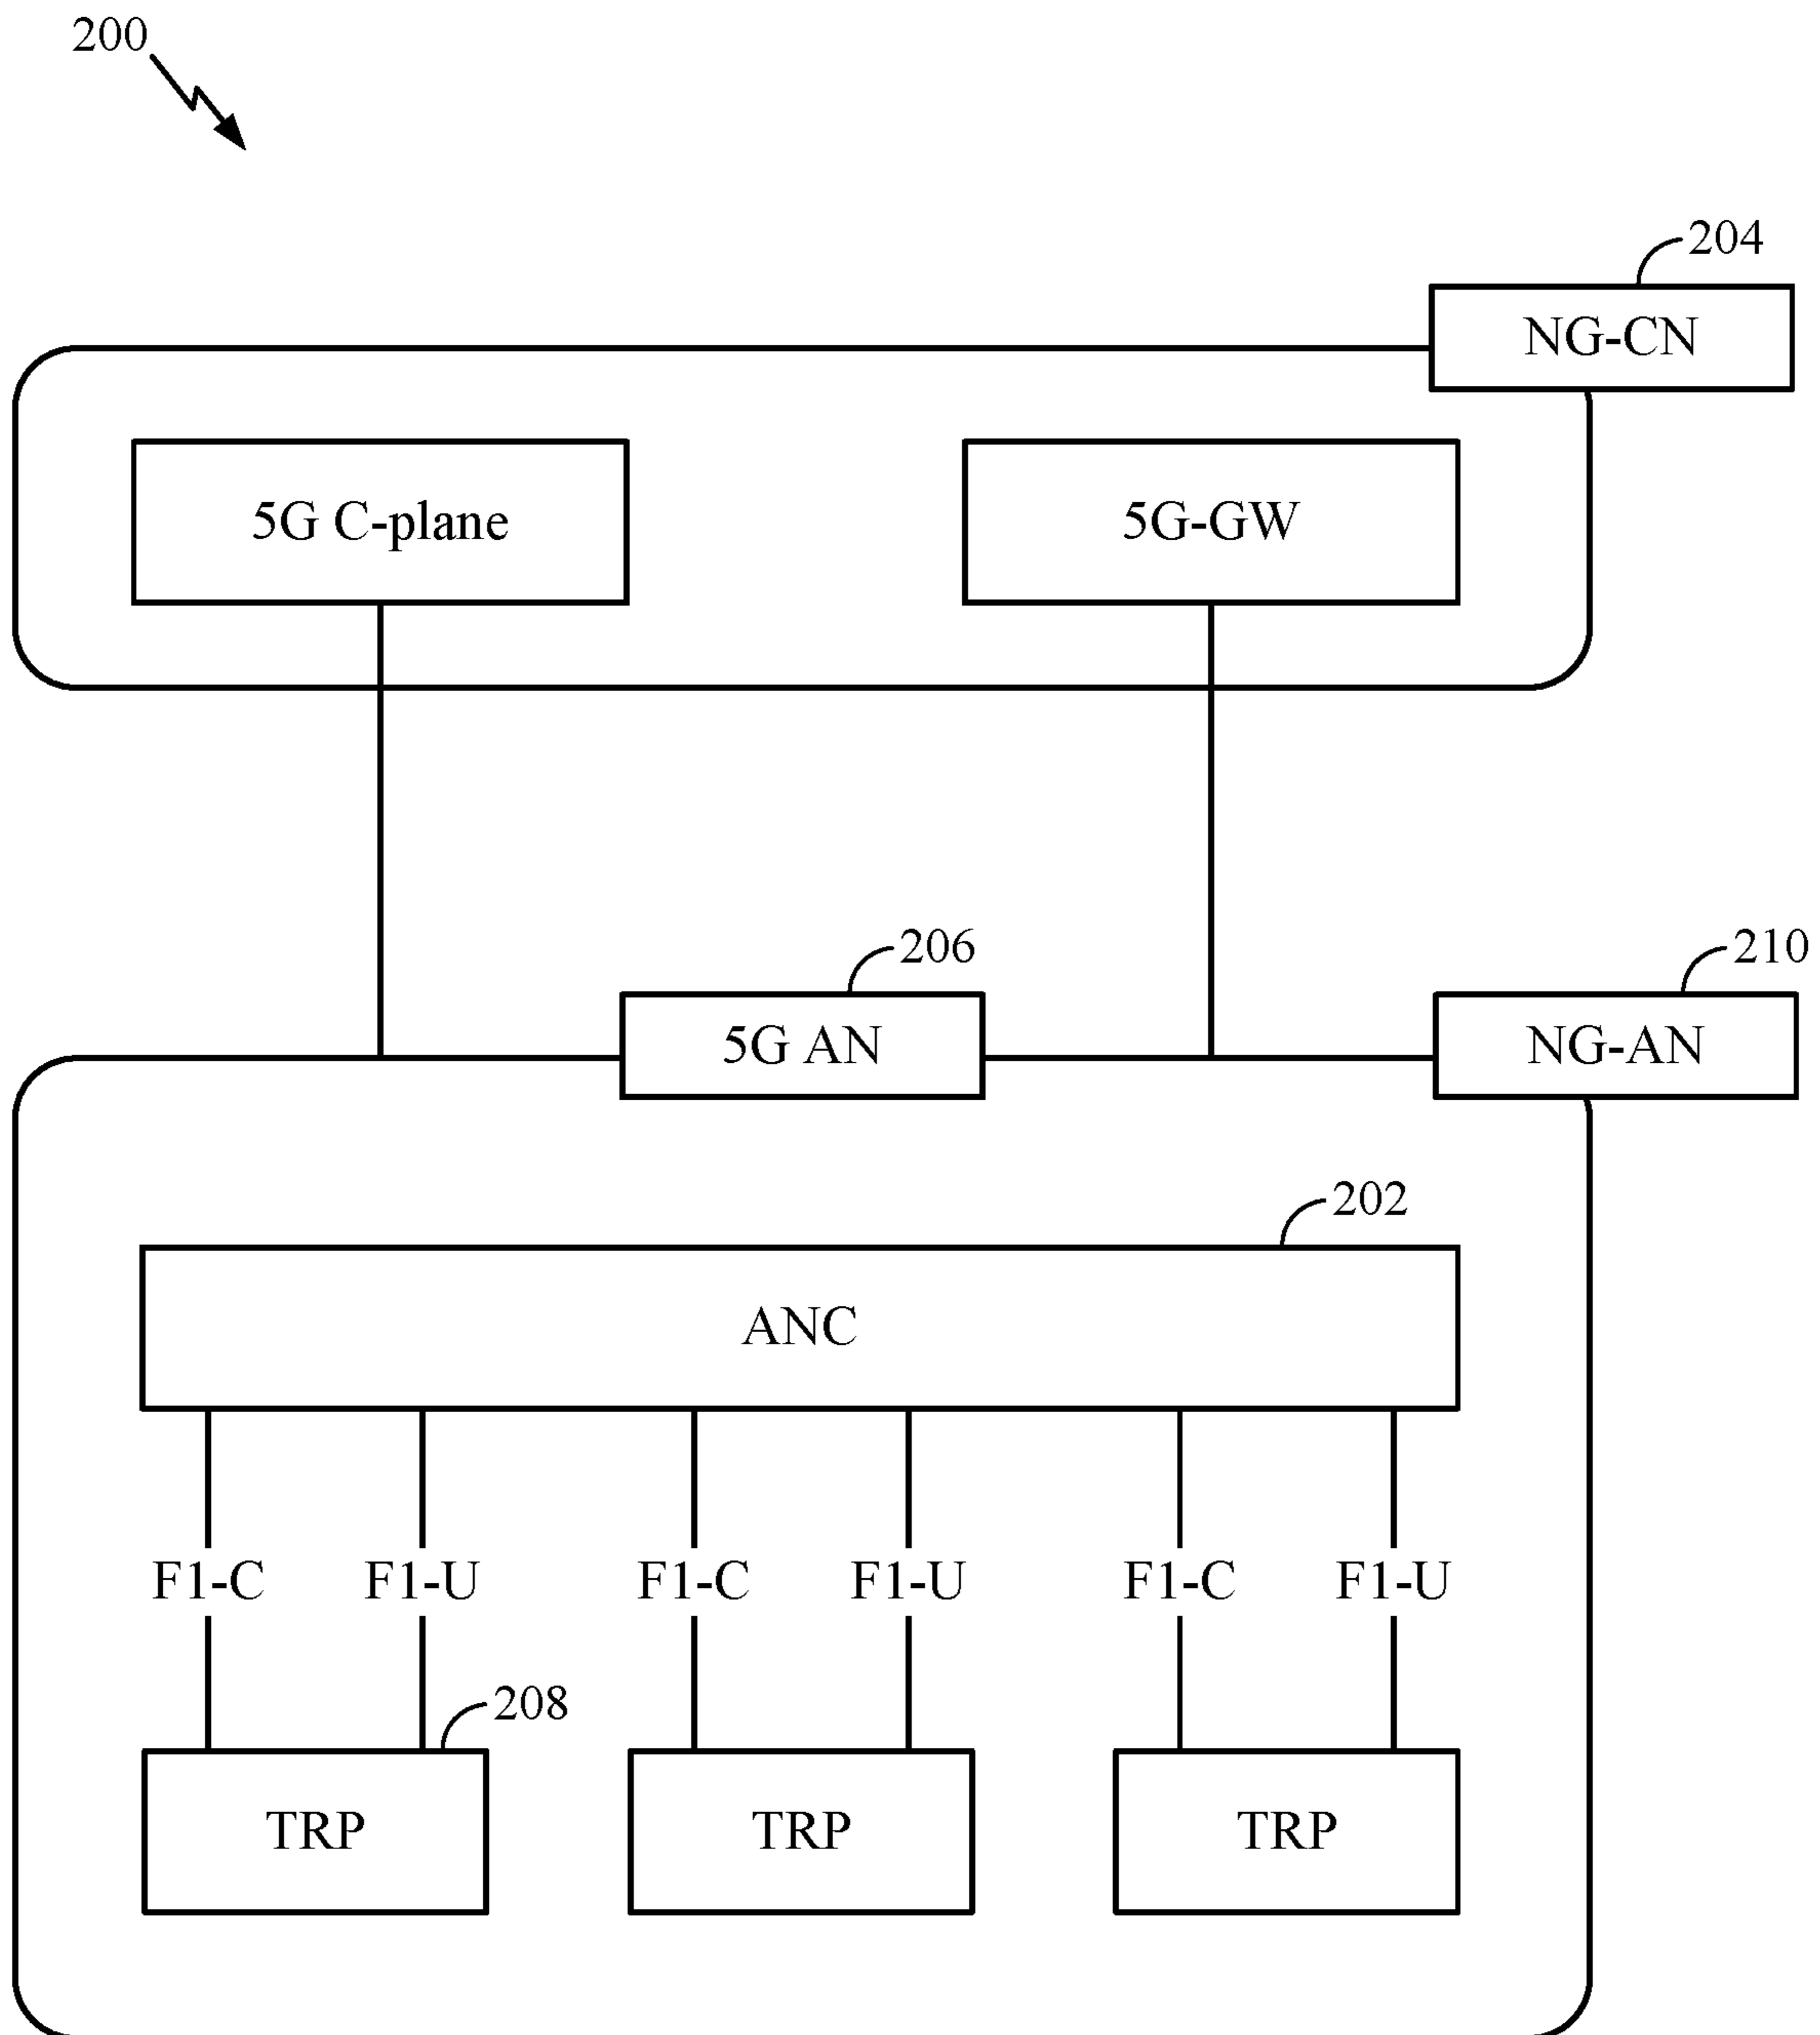 200
204
NG-CN
5G C-plane
5G-GW
206
210
5G AN
NG-AN
202
ANC
F1-C
F1-U
F1-C
F1-U
F1-C
F1-U
208
TRP
TRP
TRP